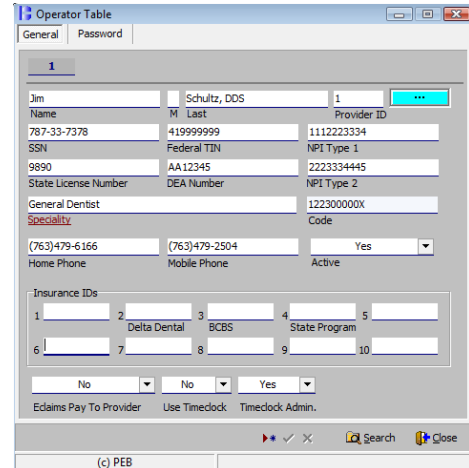 Operator Table
General Password
1
Jim Schultz, DDS 1 ...
Name M Last Provider ID
787-33-7378 419999999 1112223334
SSN Federal TIN NPI Type 1
9890 AA12345 2223334445
State License Number DEA Number NPI Type 2
General Dentist 122300000X
Speciality Code
(763)479-6166 (763)479-2504 Yes
Home Phone Mobile Phone Active
Insurance IDs
1 2 3 4 5
Delta Dental BCBS State Program
6 7 8 9 10
No No Yes
Eclaims Pay To Provider Use Timeclock Timeclock Admin.
Search Close
(c) PEB